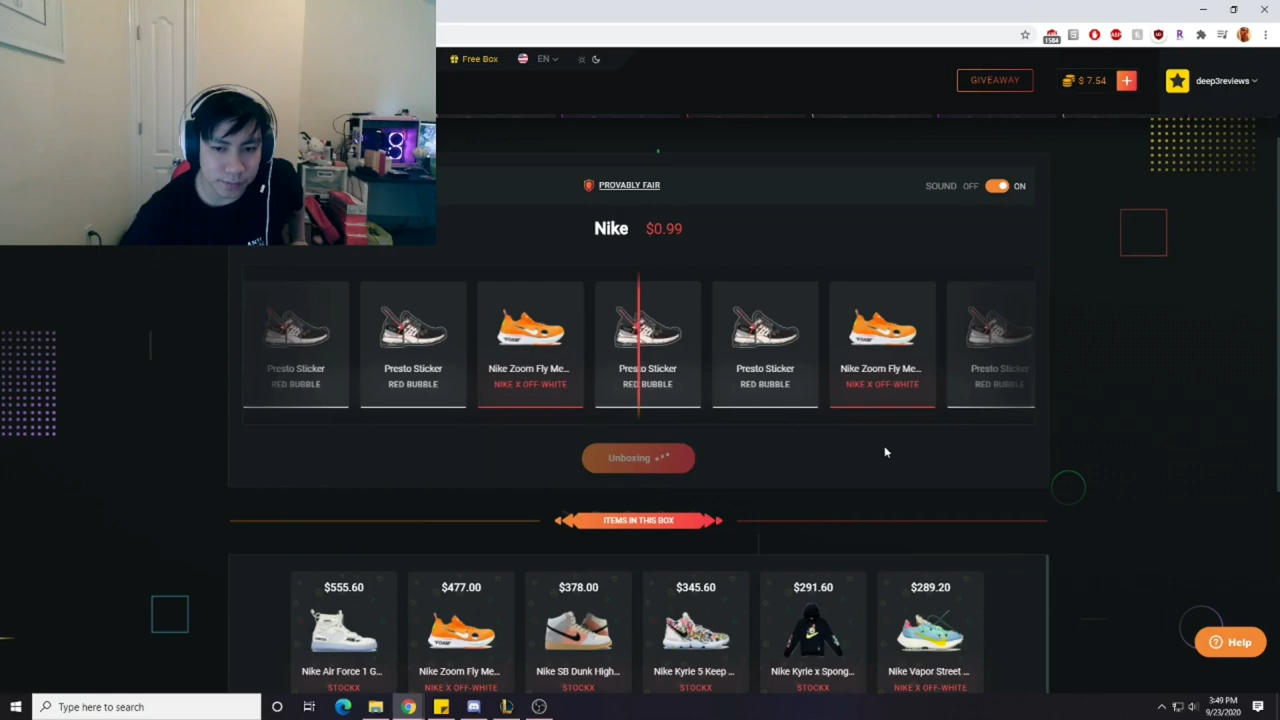 1584
Free Box
EN
GIVEAWAY
$ 7.54
+
deep3reviews
PROVABLY FAIR
SOUND OFF ON
Nike $0.99
Presto Sticker
RED BUBBLE
Presto Sticker
RED BUBBLE
Nike Zoom Fly Me...
NIKE X OFF-WHITE
Presto Sticker
RED BUBBLE
Presto Sticker
RED BUBBLE
Nike Zoom Fly Me...
NIKE X OFF-WHITE
Presto Sticker
RED BUBBLE
Unboxing
ITEMS IN THIS BOX
$555.60
Nike Air Force 1 G...
STOCKX
$477.00
Nike Zoom Fly Me...
NIKE X OFF-WHITE
$378.00
Nike SB Dunk High...
STOCKX
$345.60
Nike Kyrie 5 Keep ...
STOCKX
$291.60
Nike Kyrie x Spong...
STOCKX
$289.20
Nike Vapor Street ...
NIKE X OFF-WHITE
Help
Type here to search
3:49 PM
9/23/2020